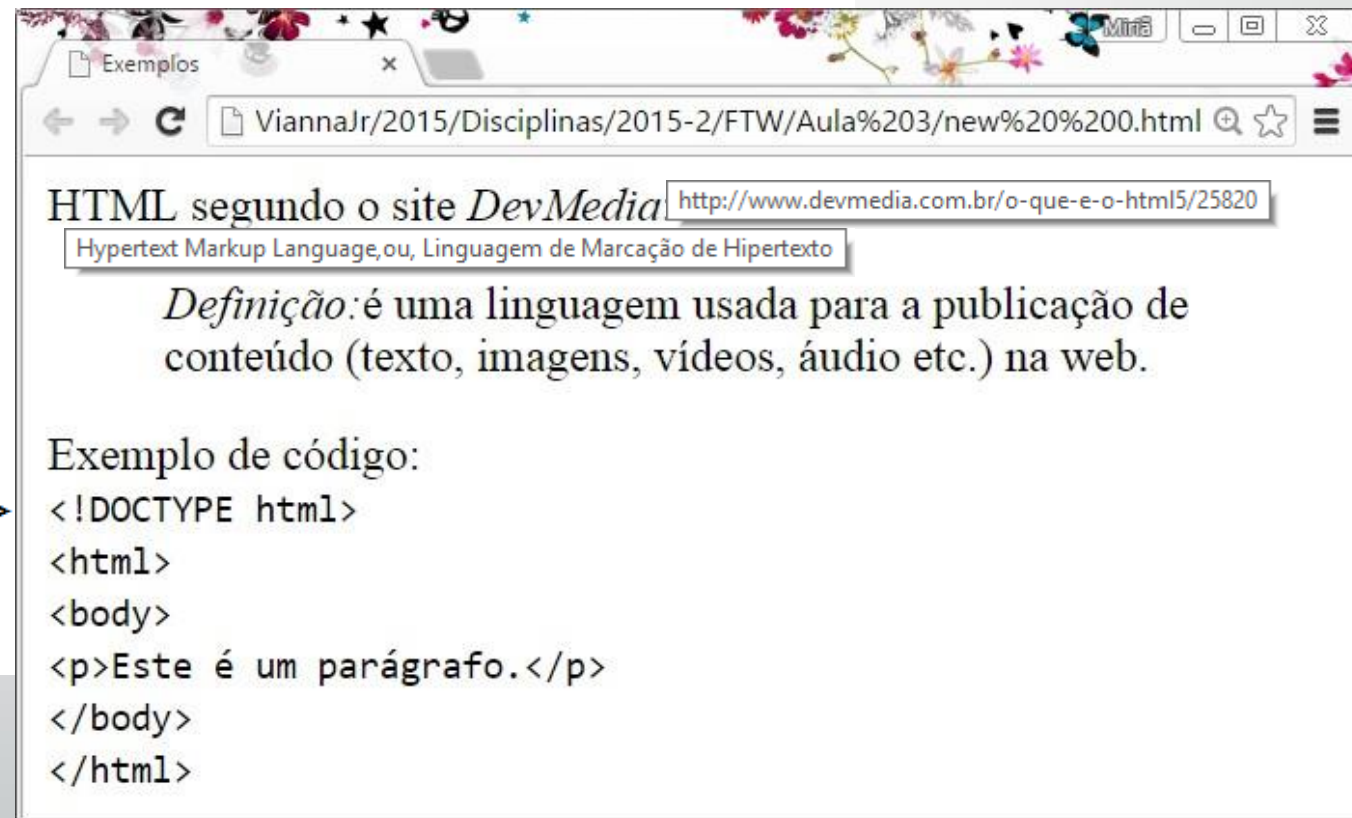 Miriã
Exemplos
ViannaJr/2015/Disciplinas/2015-2/FTW/Aula%203/new%20%200.html
HTML segundo o site DevMedia: http://www.devmedia.com.br/o-que-e-o-html5/25820
Hypertext Markup Language,ou, Linguagem de Marcação de Hipertexto
Definição:é uma linguagem usada para a publicação de
conteúdo (texto, imagens, vídeos, áudio etc.) na web.
Exemplo de código:
<!DOCTYPE html>
<html>
<body>
<p>Este é um parágrafo.</p>
</body>
</html>